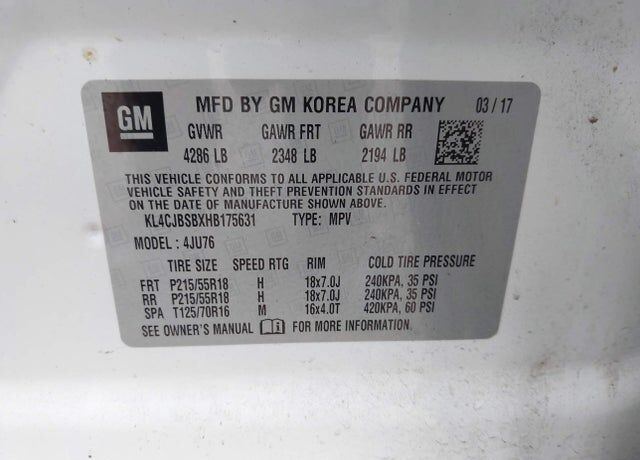 GM MFD BY GM KOREA COMPANY 03/17
GVWR GAWR FRT GAWR RR
4286 LB 2348 LB 2194 LB
THIS VEHICLE CONFORMS TO ALL APPLICABLE U.S. FEDERAL MOTOR
VEHICLE SAFETY AND THEFT PREVENTION STANDARDS IN EFFECT
ON THE DATE OF MANUFACTURE SHOWN ABOVE.
KL4CJBSBXHB175631 TYPE: MPV
MODEL: 4JU76
TIRE SIZE SPEED RTG RIM COLD TIRE PRESSURE
FRT P215/55R18 H 18x7.0J 240KPA, 35 PSI
RR P215/55R18 H 18x7.0J 240KPA, 35 PSI
SPA T125/70R16 M 16x4.0T 420KPA, 60 PSI
SEE OWNER'S MANUAL FOR MORE INFORMATION.